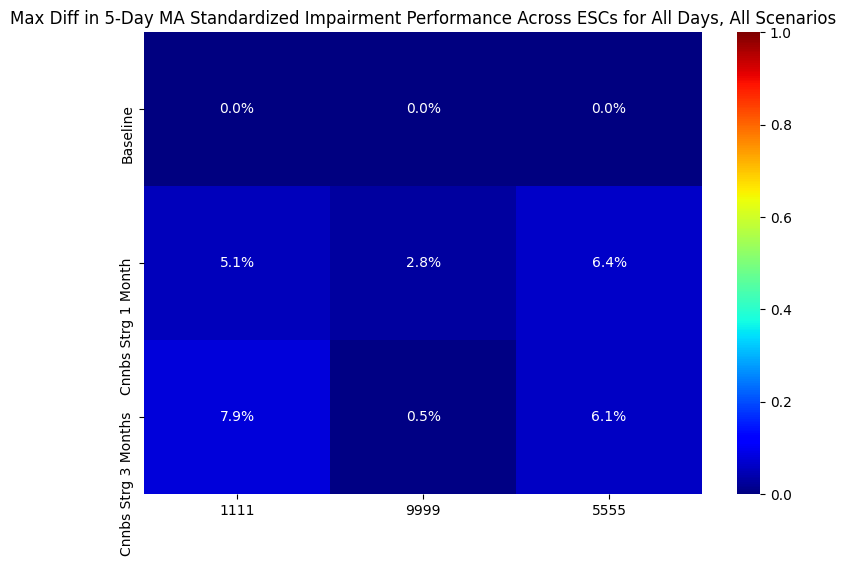 Max Diff in 5-Day MA Standardized Impairment Performance Across ESCs for All Days, All Scenarios
Baseline
0.0% 0.0% 0.0%
Cnnbs Strg 1 Month
5.1% 2.8% 6.4%
Cnnbs Strg 3 Months
7.9% 0.5% 6.1%
1111 9999 5555
1.0
0.8
0.6
0.4
0.2
0.0